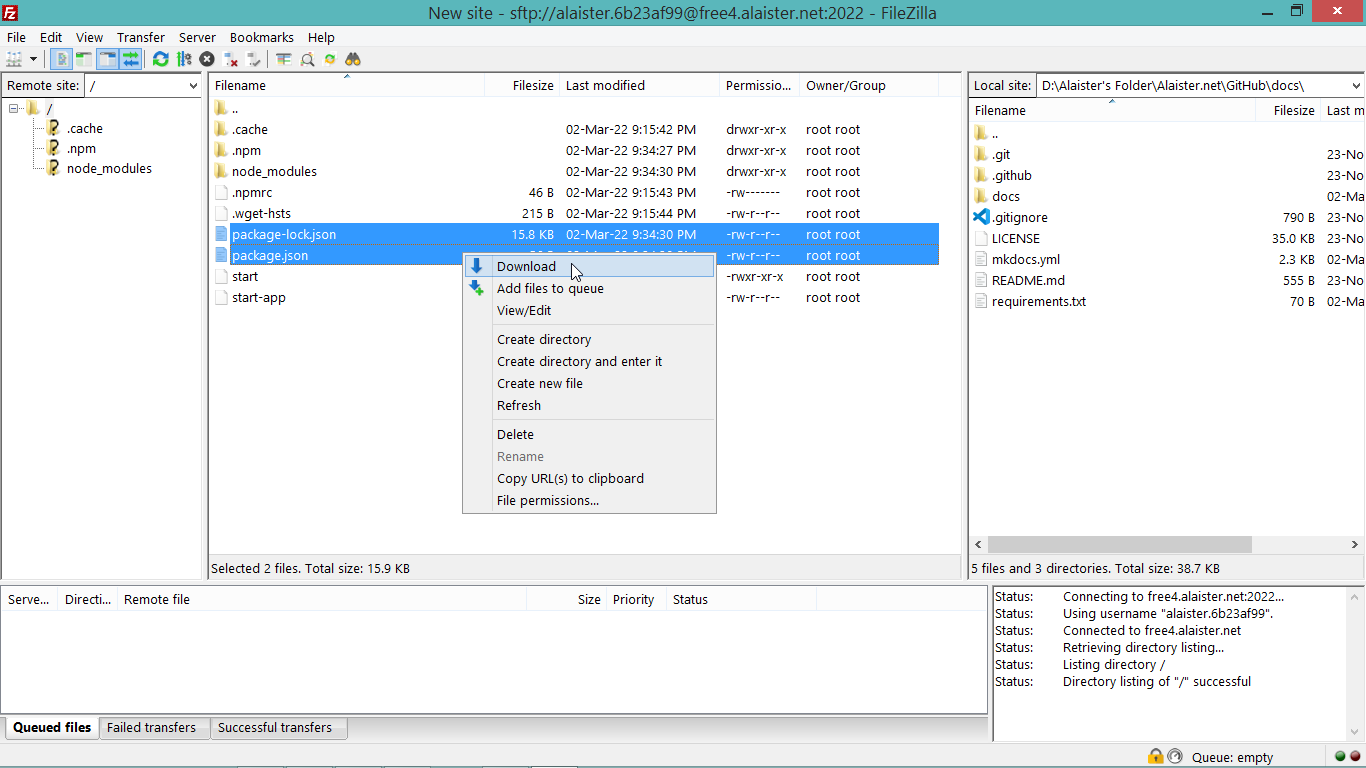 New site - sftp://alaister.6b23af99@free4.alaister.net:2022 - FileZilla
File Edit View Transfer Server Bookmarks Help
Remote site: /
/
.cache
.npm
node_modules
Filename Filesize Last modified Permissio... Owner/Group
..
.cache 02-Mar-22 9:15:42 PM drwxr-xr-x root root
.npm 02-Mar-22 9:34:27 PM drwxr-xr-x root root
node_modules 02-Mar-22 9:34:30 PM drwxr-xr-x root root
.npmrc 46 B 02-Mar-22 9:15:43 PM -rw------- root root
.wget-hsts 215 B 02-Mar-22 9:15:44 PM -rw-r--r-- root root
package-lock.json 15.8 KB 02-Mar-22 9:34:30 PM -rw-r--r-- root root
package.json -rw-r--r-- root root
start -rwxr-xr-x root root
start-app -rw-r--r-- root root
Download
Add files to queue
View/Edit
Create directory
Create directory and enter it
Create new file
Refresh
Delete
Rename
Copy URL(s) to clipboard
File permissions...
Selected 2 files. Total size: 15.9 KB
Local site: D:\Alaister's Folder\Alaister.net\GitHub\docs\
Filename Filesize Last m
..
.git 23-No
.github 23-No
docs 02-Ma
.gitignore 790 B 23-No
LICENSE 35.0 KB 23-No
mkdocs.yml 2.3 KB 02-Ma
README.md 555 B 23-No
requirements.txt 70 B 02-Ma
5 files and 3 directories. Total size: 38.7 KB
Serve... Directi... Remote file Size Priority Status
Queued files Failed transfers Successful transfers
Status: Connecting to free4.alaister.net:2022...
Status: Using username "alaister.6b23af99".
Status: Connected to free4.alaister.net
Status: Retrieving directory listing...
Status: Listing directory /
Status: Directory listing of "/" successful
Queue: empty